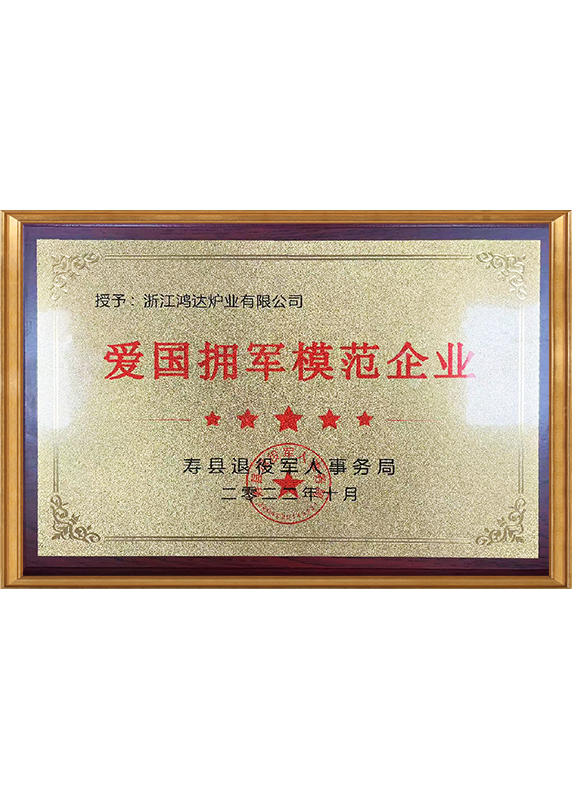 授予：浙江鸿达炉业有限公司
爱国拥军模范企业
寿县退役军人事务局
二零二二年十月